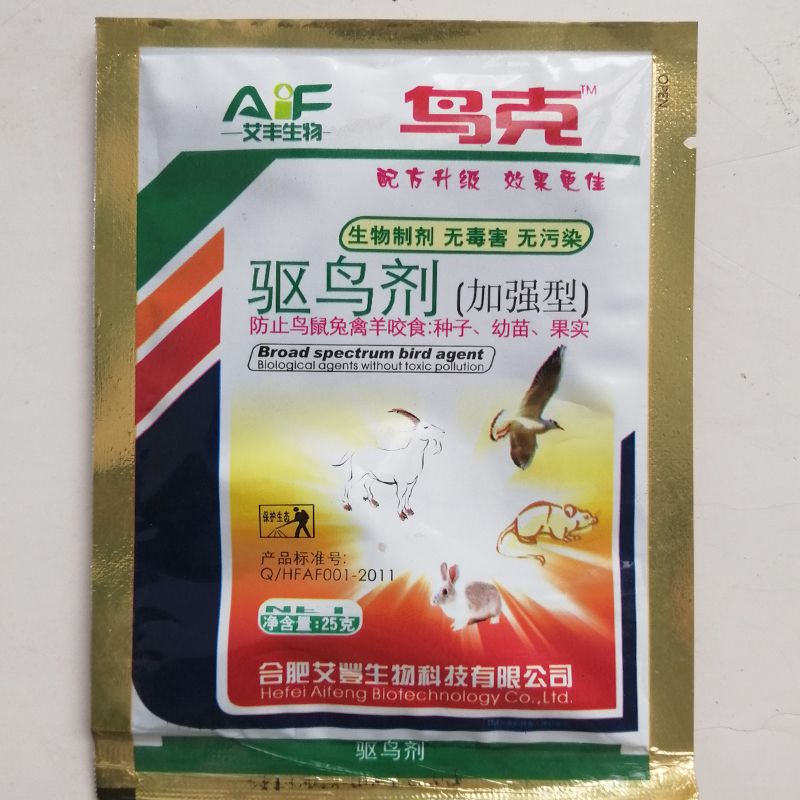 OPEN
AiF
艾丰生物
鸟克™
配方升级 效果更佳
生物制剂 无毒害 无污染
驱鸟剂(加强型)
防止鸟鼠兔禽羊咬食:种子、幼苗、果实
Broad spectrum bird agent
Biological agents without toxic pollution
保护生态
产品标准号:
Q/HFAF001-2011
NET
净含量:25克
合肥艾豐生物科技有限公司
Hefei Aifeng Biotechnology Co.,Ltd.
驱鸟剂